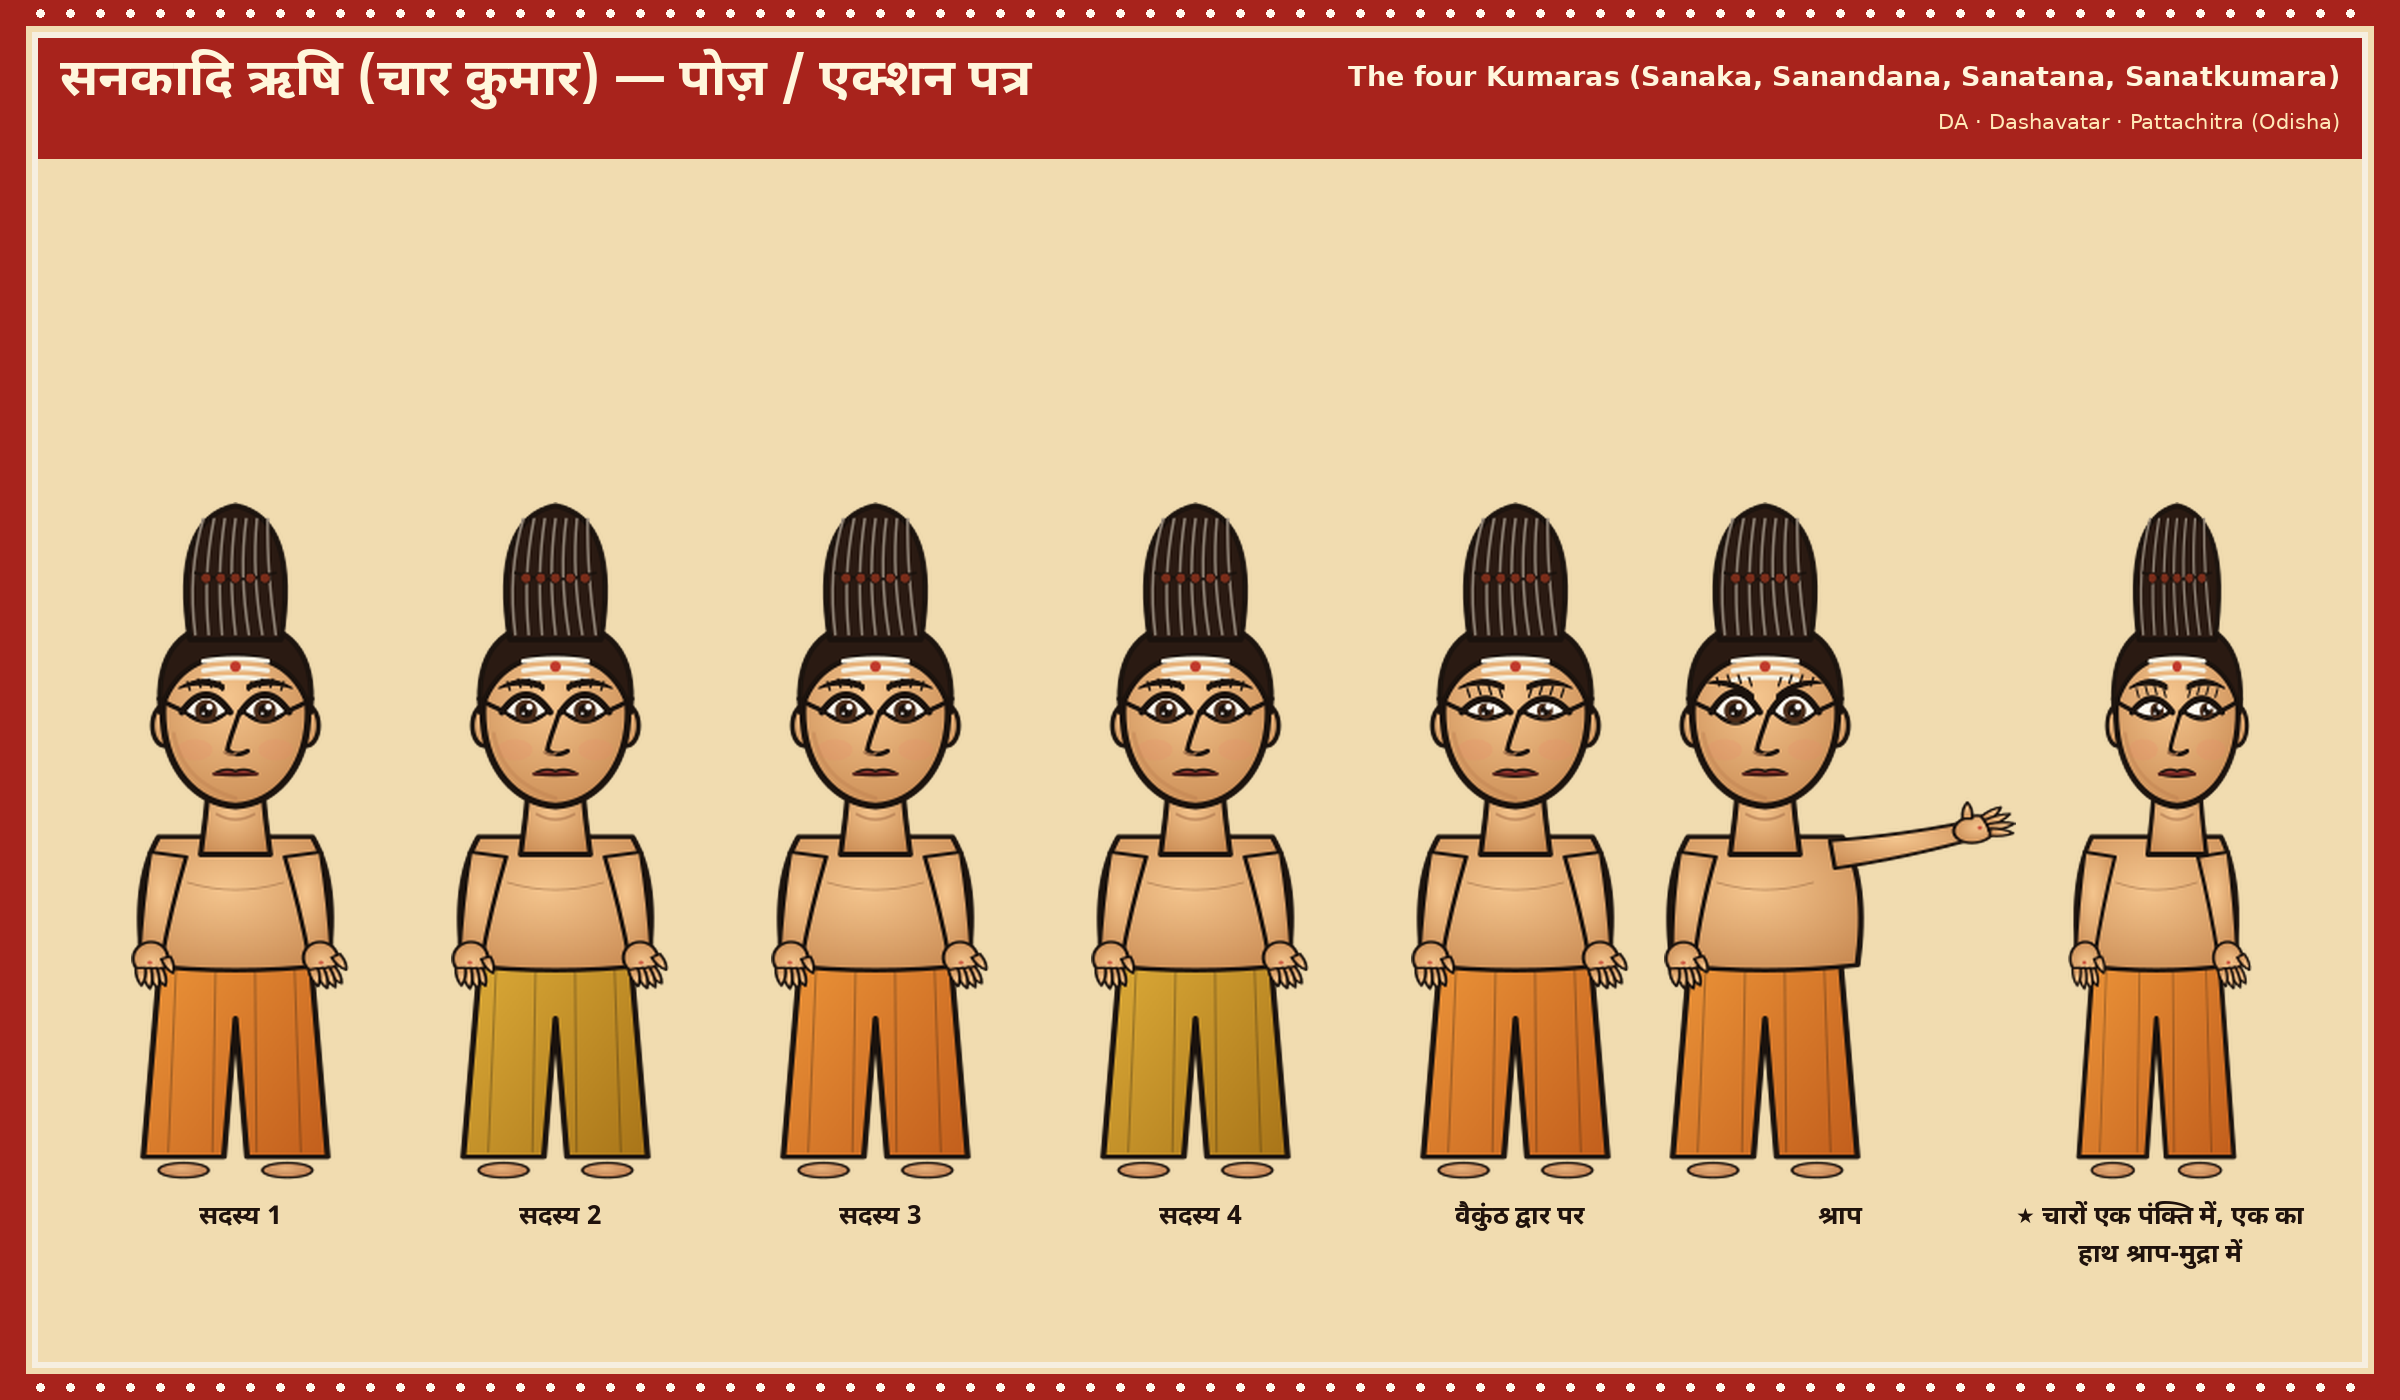 सनकादि ऋषि (चार कुमार) — पोज़ / एक्शन पत्र
The four Kumaras (Sanaka, Sanandana, Sanatana, Sanatkumara)
DA · Dashavatar · Pattachitra (Odisha)
सदस्य 1
सदस्य 2
सदस्य 3
सदस्य 4
वैकुंठ द्वार पर
श्राप
★ चारों एक पंक्ति में, एक का
हाथ श्राप-मुद्रा में